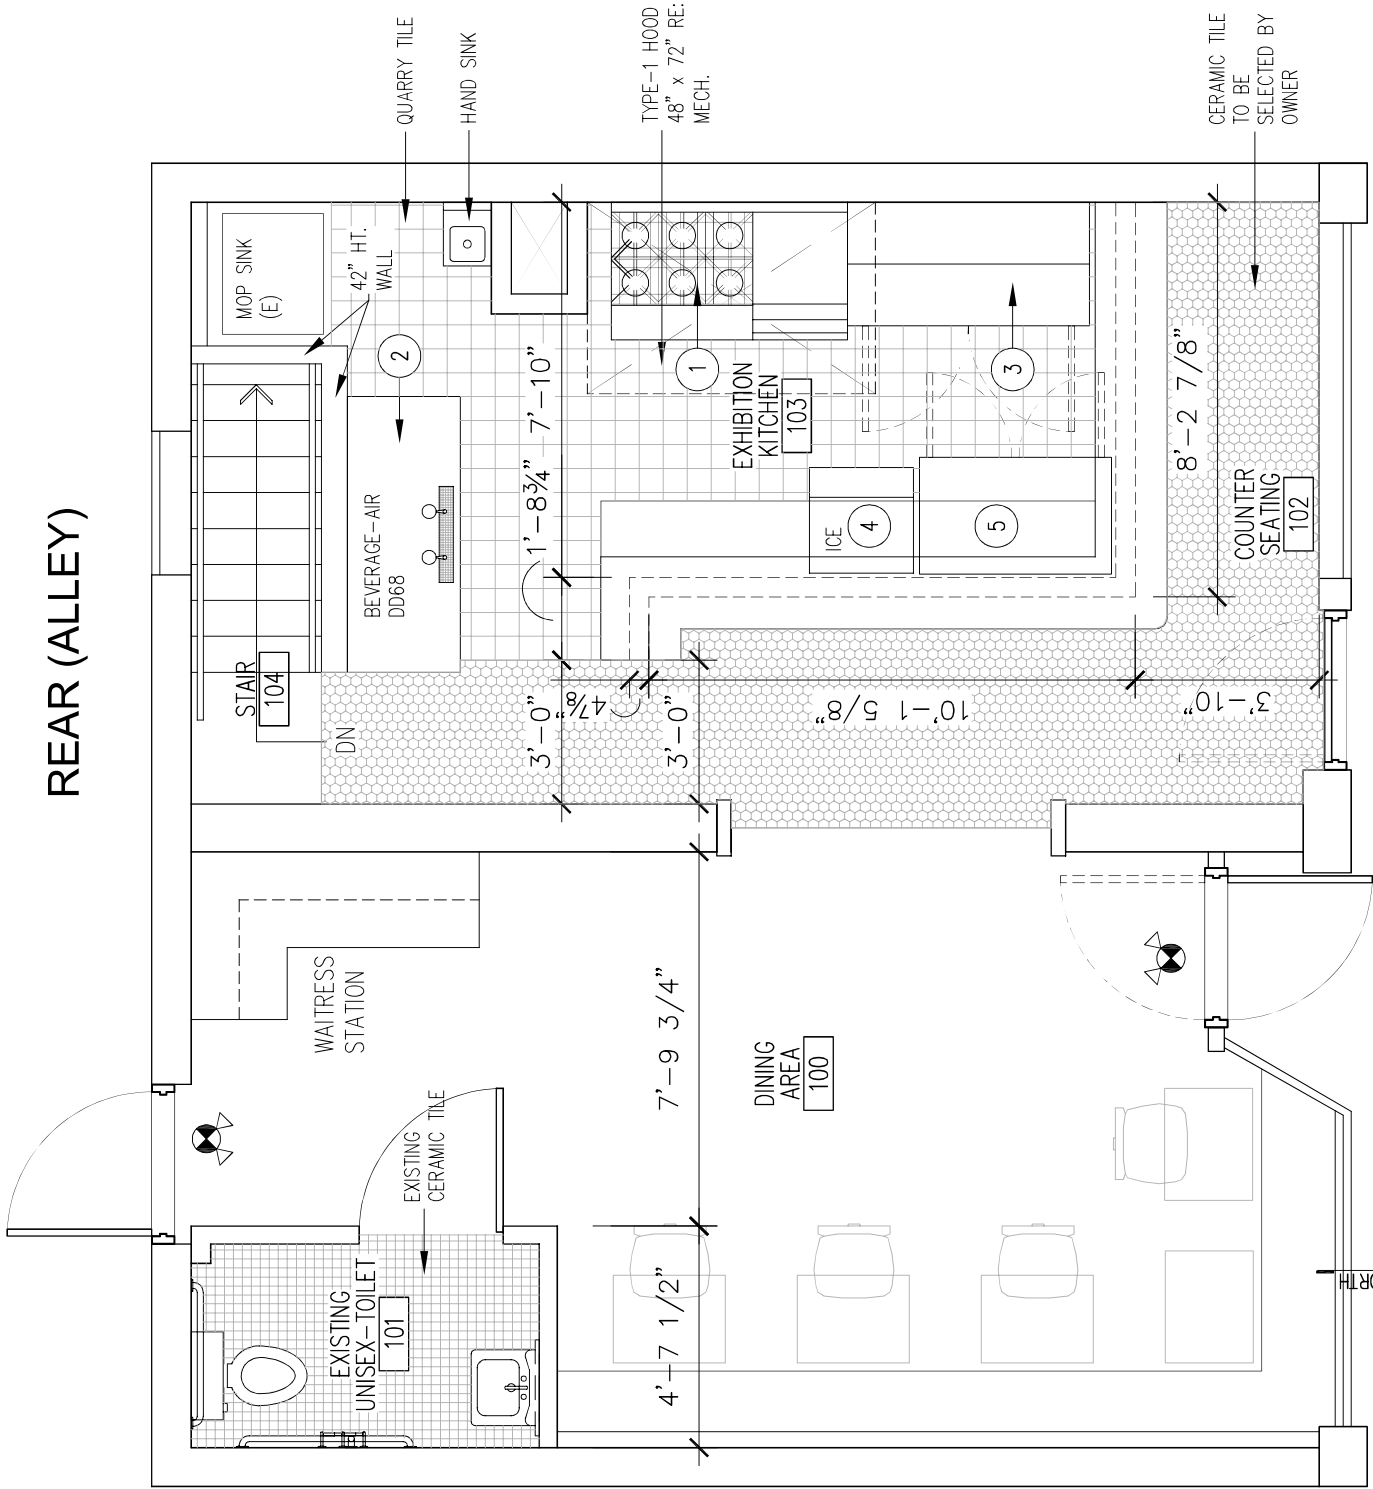 REAR (ALLEY)
QUARRY TILE
HAND SINK
TYPE-1 HOOD
48" x 72" RE:
MECH.
CERAMIC TILE
TO BE
SELECTED BY
OWNER
MOP SINK
(E)
42" HT.
WALL
2
1
3
BEVERAGE-AIR
DD68
1'-8¾"
7'-10"
EXHIBITION
KITCHEN
103
8'-2 7/8"
ICE
4
5
COUNTER
SEATING
102
STAIR
104
DN
3'-0"
4⅞"
3'-0"
10'-1 5/8"
3'-10"
WAITRESS
STATION
7'-9 3/4"
DINING
AREA
100
EXISTING
CERAMIC TILE
EXISTING
UNISEX-TOILET
101
4'-7 1/2"